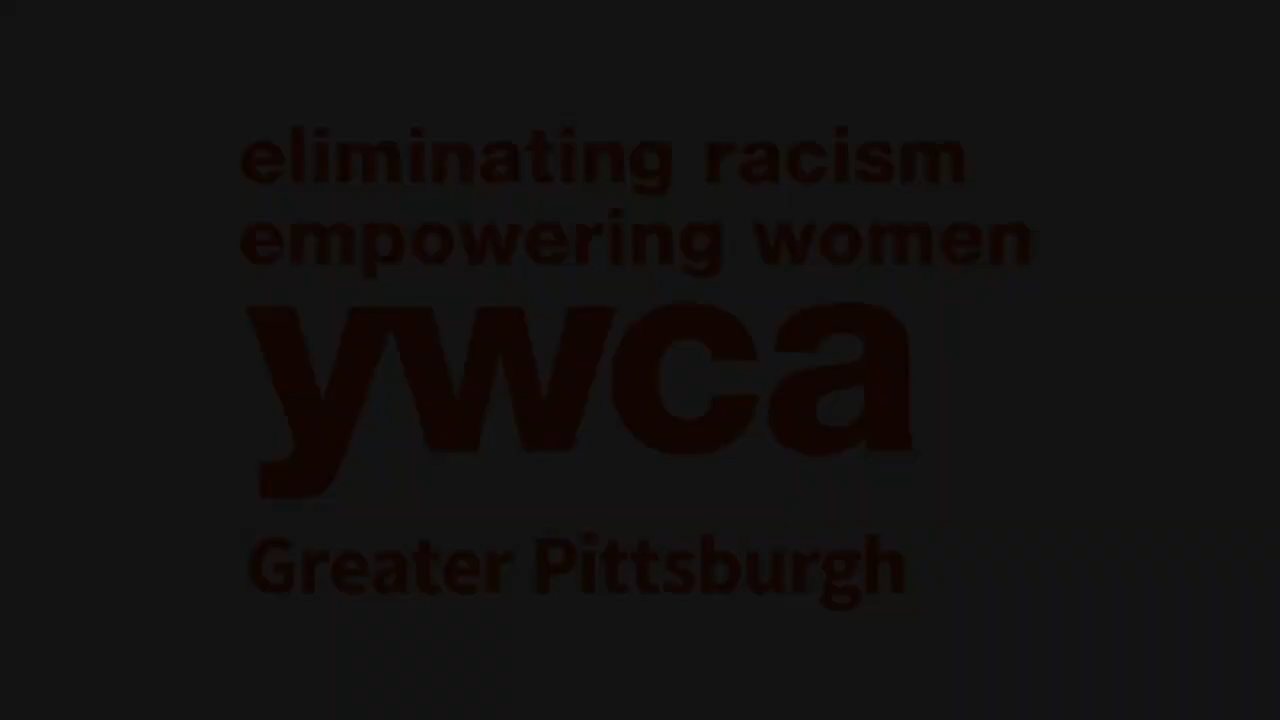 eliminating racism
empowering women
ywca
Greater Pittsburgh